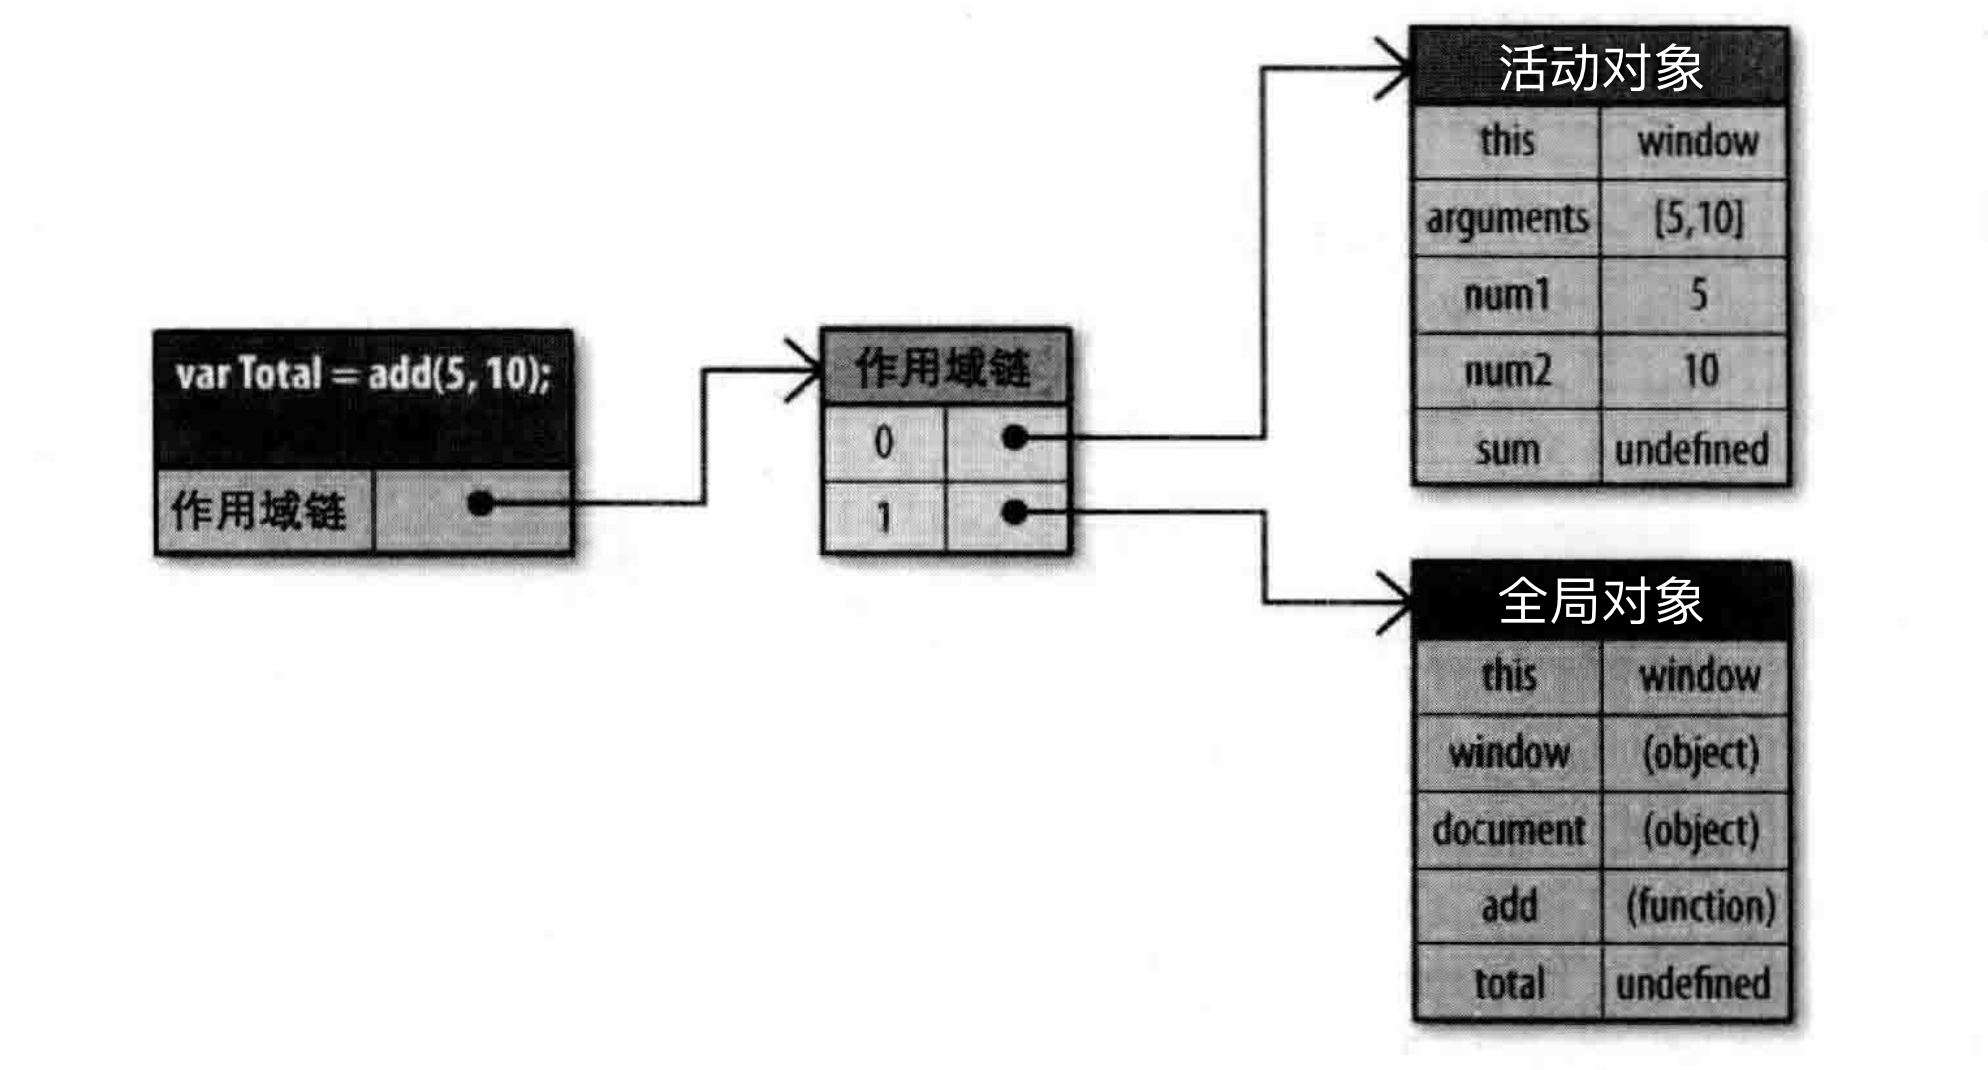 var Total = add(5, 10);
作用域链
作用域链
0
1
活动对象
this window
arguments [5,10]
num1 5
num2 10
sum undefined
全局对象
this window
window (object)
document (object)
add (function)
total undefined